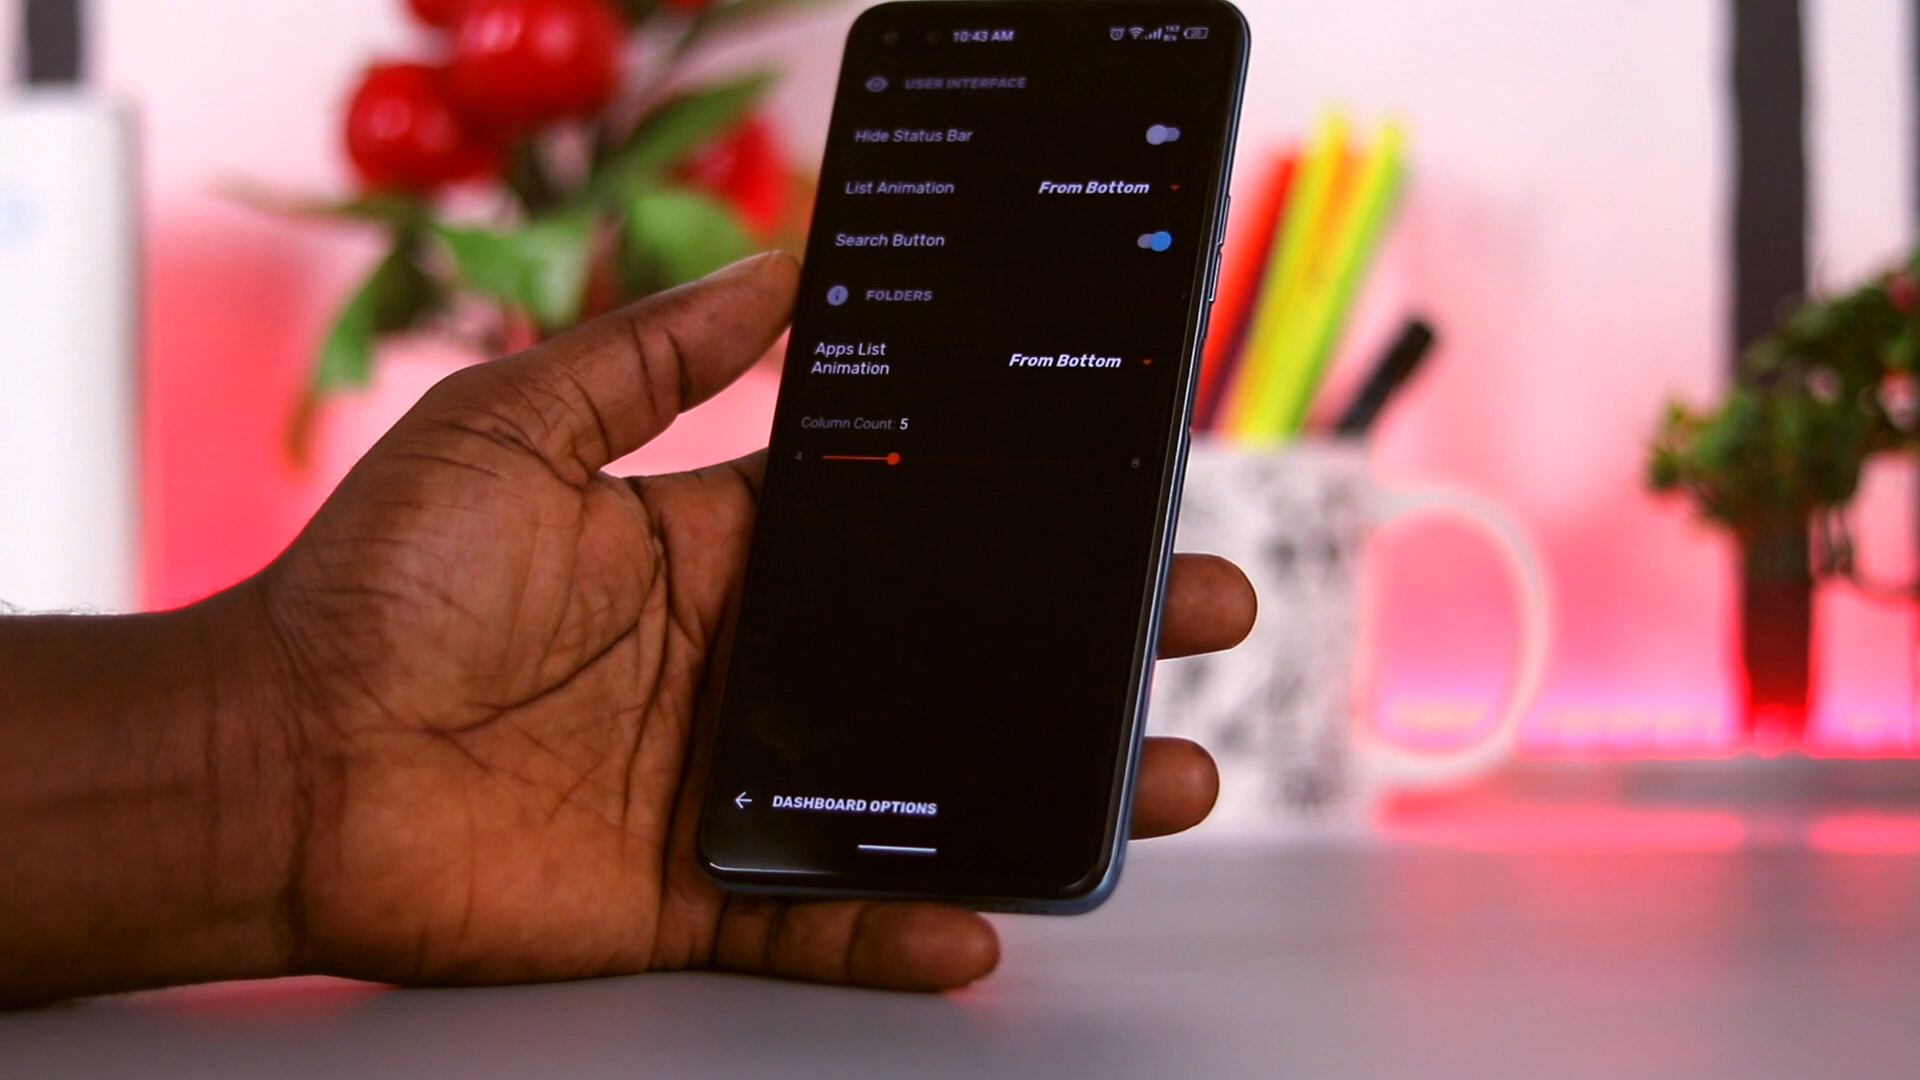 10:43 AM
USER INTERFACE
Hide Status Bar
List Animation From Bottom
Search Button
FOLDERS
Apps List
Animation From Bottom
Column Count: 5
4 8
DASHBOARD OPTIONS